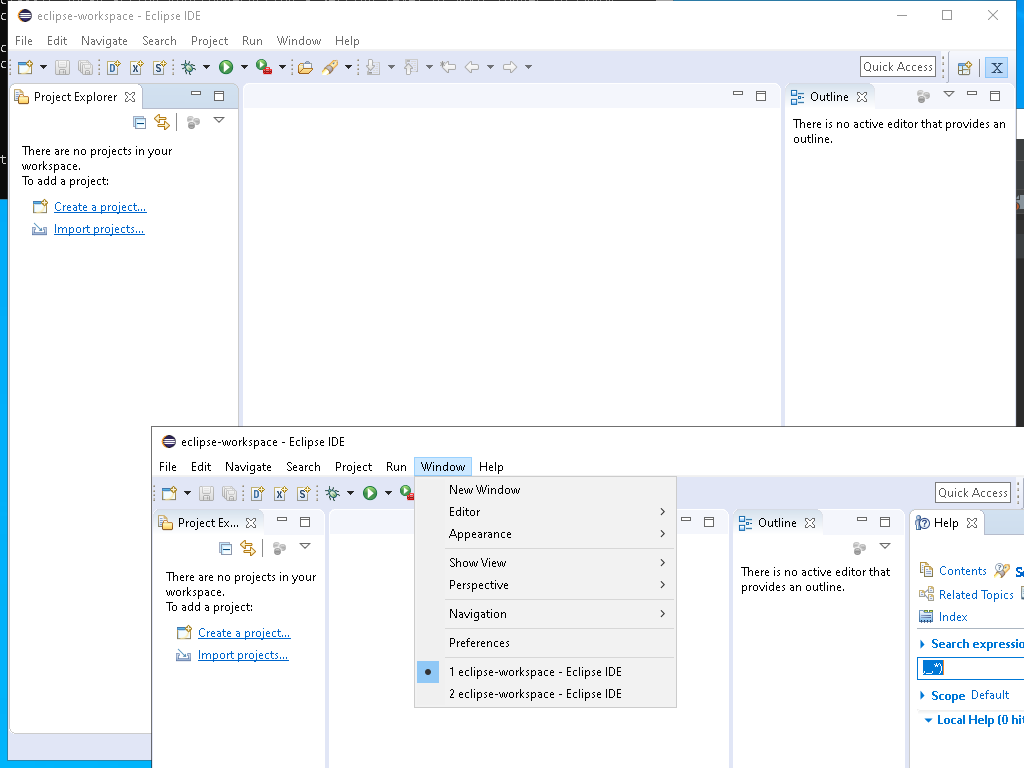 eclipse-workspace - Eclipse IDE
File Edit Navigate Search Project Run Window Help
Quick Access
Project Explorer
Outline
There are no projects in your
workspace.
To add a project:
Create a project...
Import projects...
There is no active editor that provides an
outline.
eclipse-workspace - Eclipse IDE
File Edit Navigate Search Project Run Window Help
Quick Access
Project Ex...
There are no projects in your
workspace.
To add a project:
Create a project...
Import projects...
New Window
Editor
Appearance
Show View
Perspective
Navigation
Preferences
1 eclipse-workspace - Eclipse IDE
2 eclipse-workspace - Eclipse IDE
Outline
There is no active editor that
provides an outline.
Help
Contents
Related Topics
Index
Search expressio
Scope Default
Local Help (0 hit